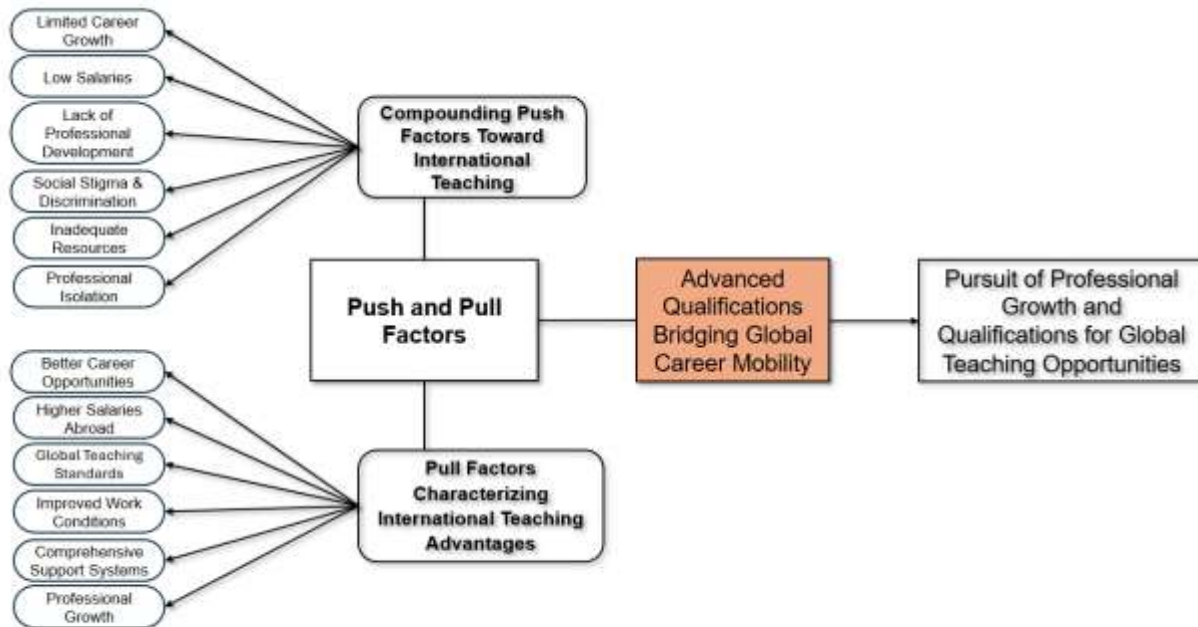 Limited Career
Growth
Low Salaries
Lack of
Professional
Development
Social Stigma &
Discrimination
Inadequate
Resources
Professional
Isolation
Compounding Push
Factors Toward
International
Teaching
Push and Pull
Factors
Advanced
Qualifications
Bridging Global
Career Mobility
Pursuit of Professional
Growth and
Qualifications for Global
Teaching Opportunities
Better Career
Opportunities
Higher Salaries
Abroad
Global Teaching
Standards
Improved Work
Conditions
Comprehensive
Support Systems
Professional
Growth
Pull Factors
Characterizing
International Teaching
Advantages